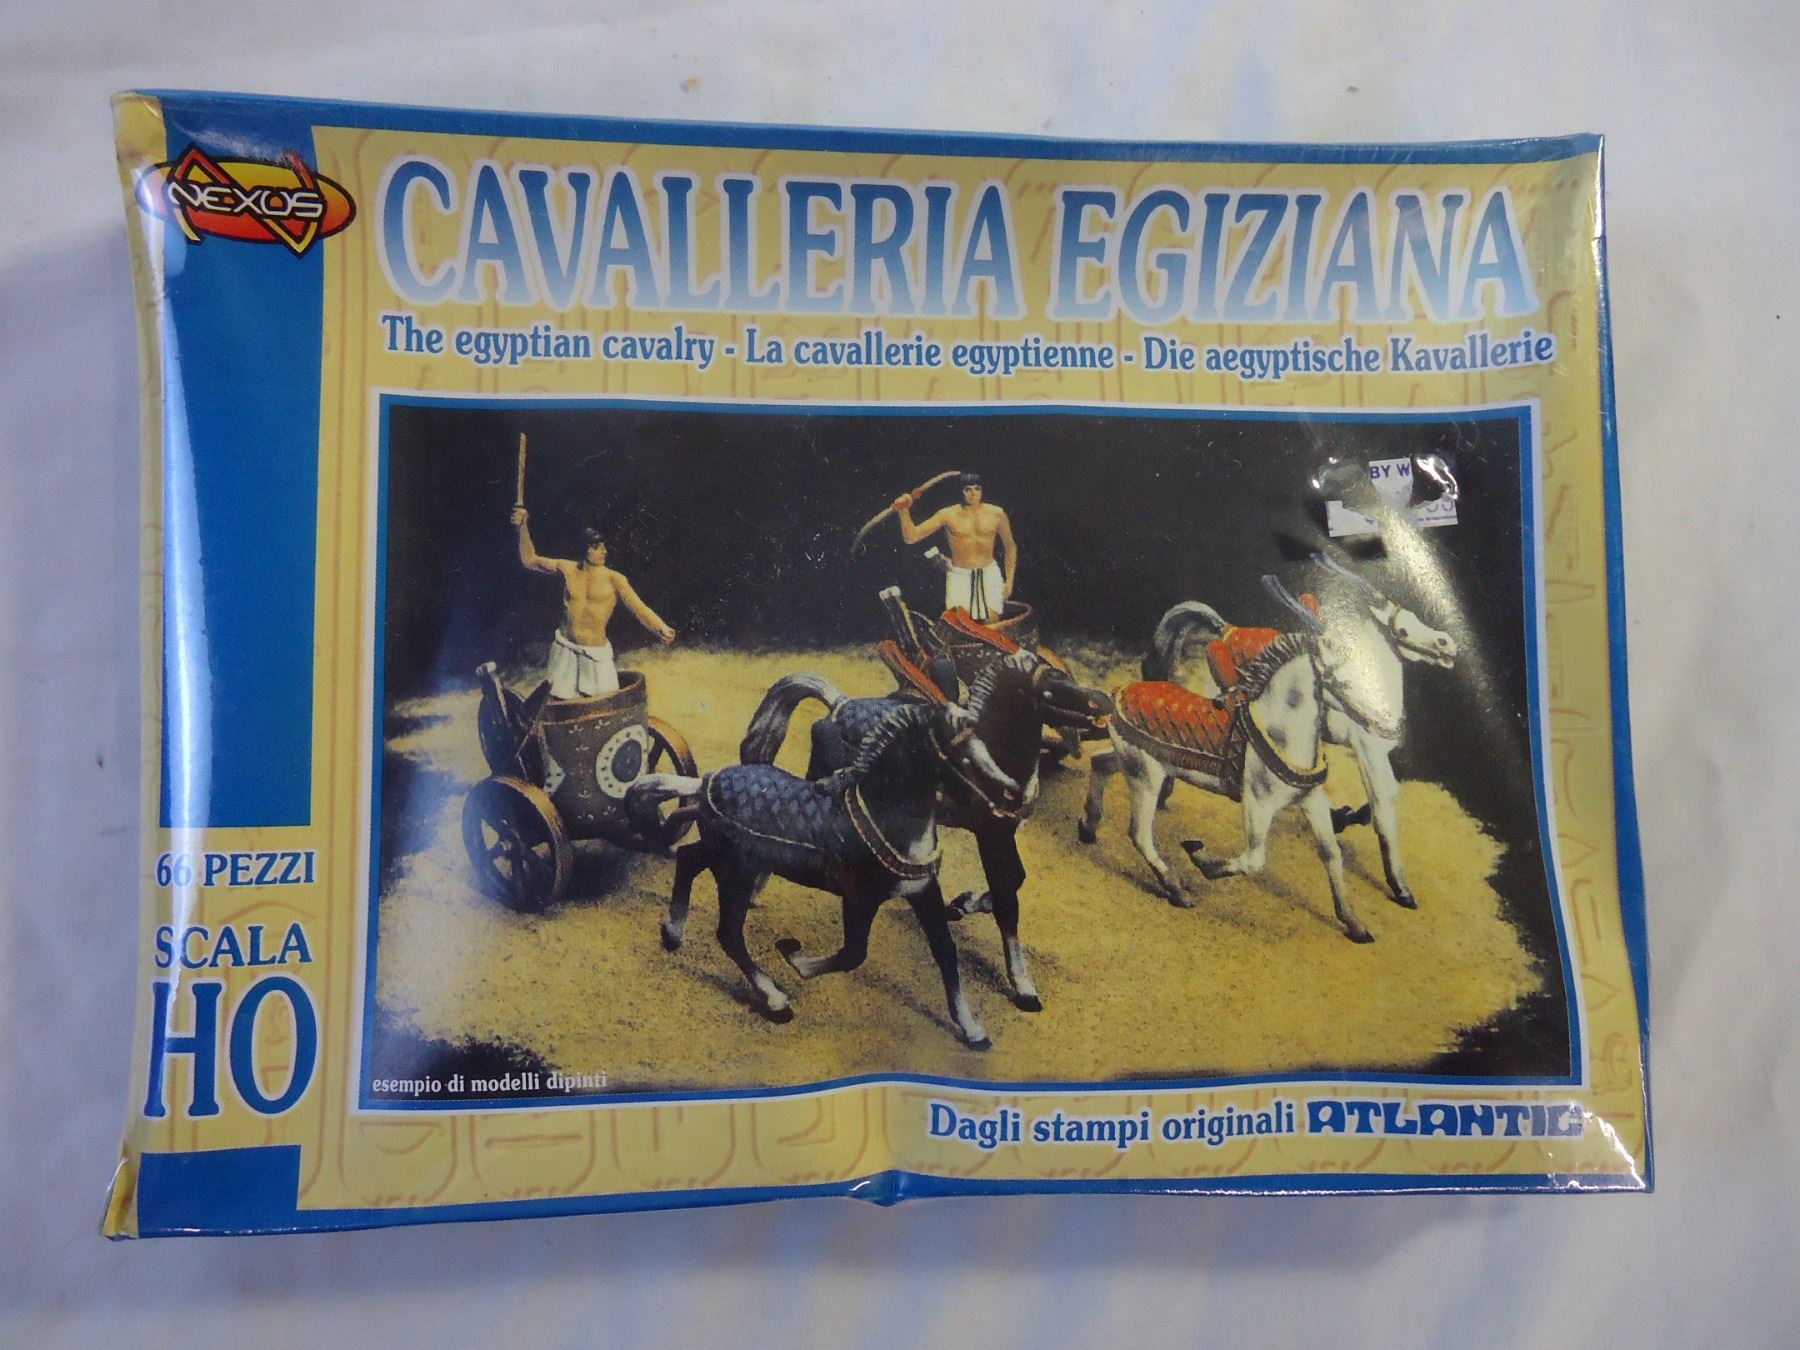 NEXUS
CAVALLERIA EGIZIANA
The egyptian cavalry - La cavallerie egyptienne - Die aegyptische Kavallerie
BY W
66 PEZZI
SCALA
HO
esempio di modelli dipinti
Dagli stampi originali ATLANTIC